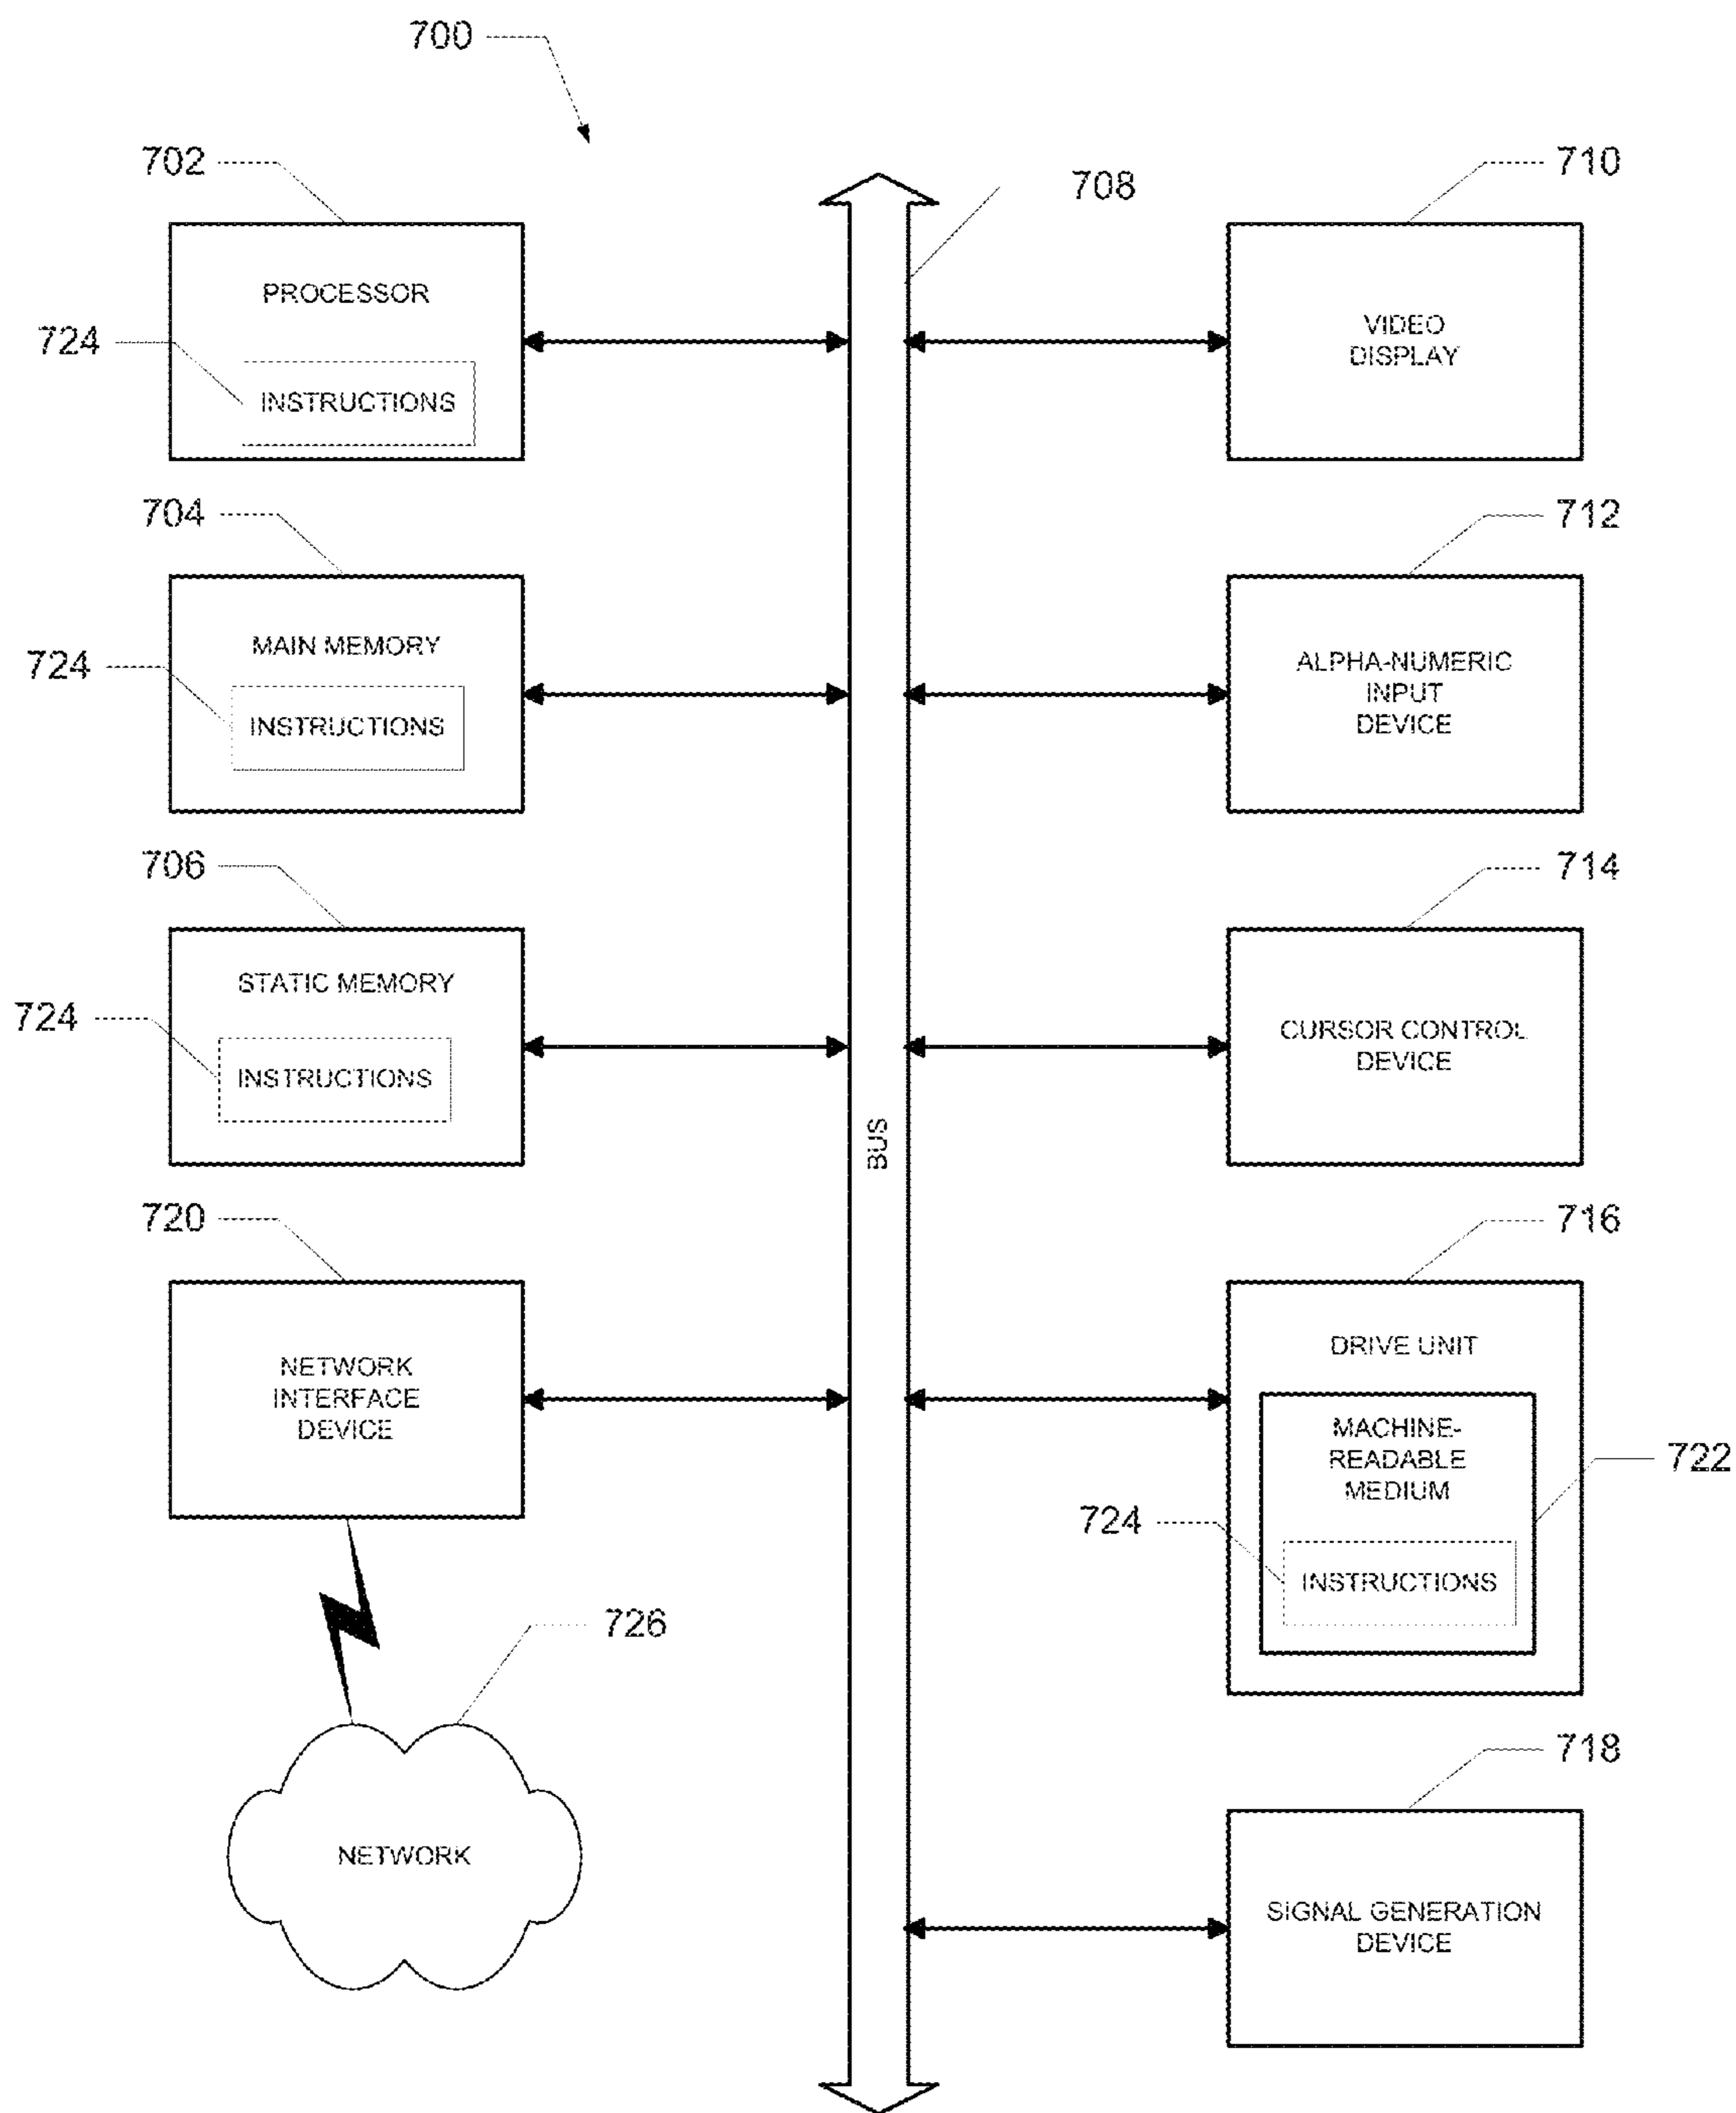 700
702
PROCESSOR
724
INSTRUCTIONS
704
MAIN MEMORY
724
INSTRUCTIONS
706
STATIC MEMORY
724
INSTRUCTIONS
720
NETWORK
INTERFACE
DEVICE
726
NETWORK
708
BUS
710
VIDEO
DISPLAY
712
ALPHA-NUMERIC
INPUT
DEVICE
714
CURSOR CONTROL
DEVICE
716
DRIVE UNIT
MACHINE-
READABLE
MEDIUM
722
724
INSTRUCTIONS
718
SIGNAL GENERATION
DEVICE